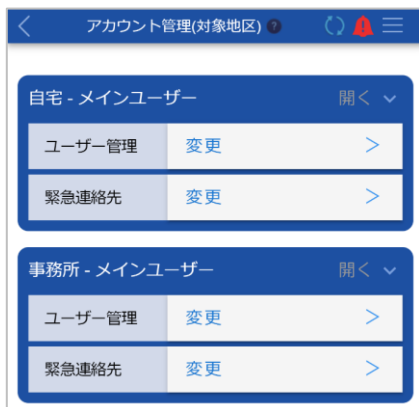 アカウント管理(対象地区) ?
自宅 - メインユーザー 開く
ユーザー管理 変更
緊急連絡先 変更
事務所 - メインユーザー 開く
ユーザー管理 変更
緊急連絡先 変更